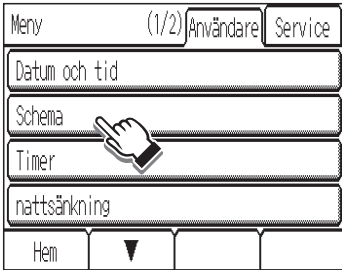 Meny (1/2) Användare Service
Datum och tid
Schema
Timer
nattsänkning
Hem ▼